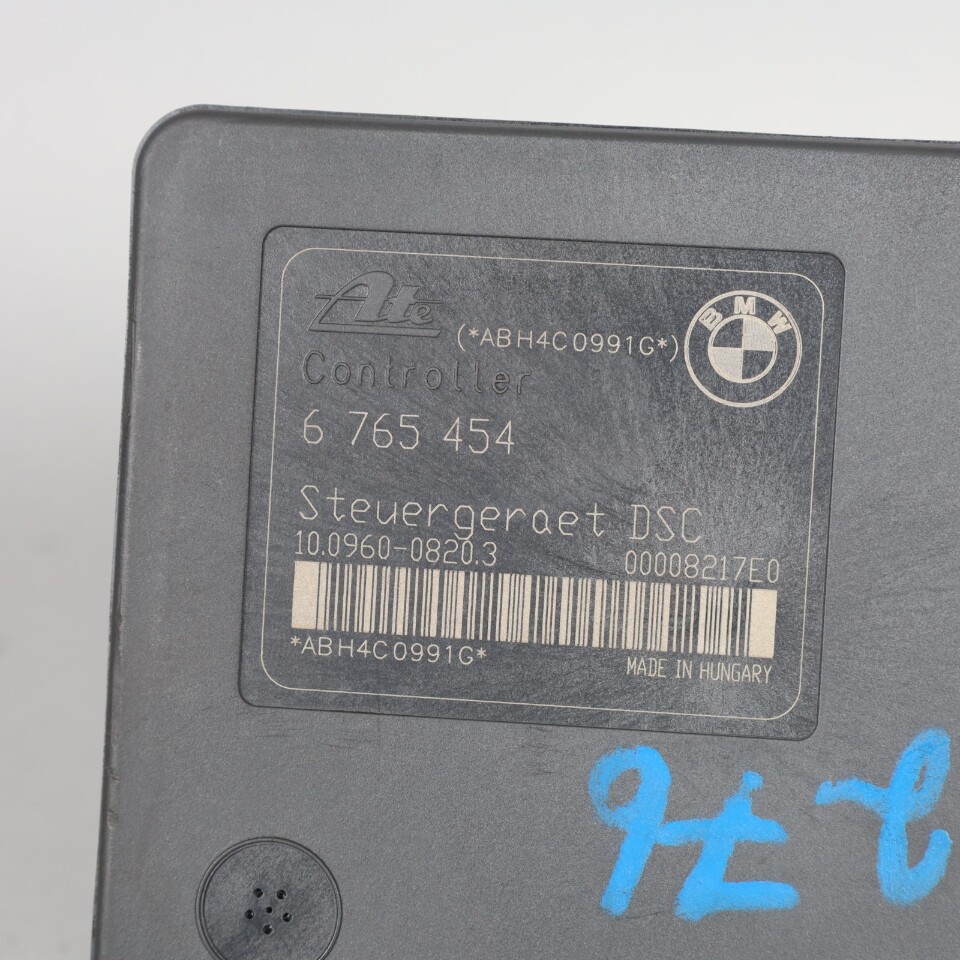 Ate
(*ABH4C0991G*)
BMW
Controller
6 765 454
Steuergeraet DSC
10.0960-0820.3 00008217E0
*ABH4C0991G*
MADE IN HUNGARY